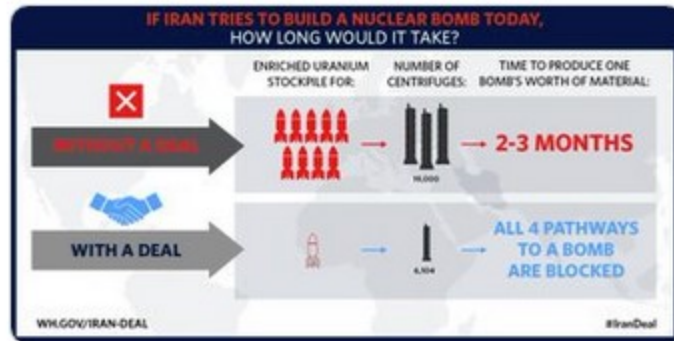 IF IRAN TRIES TO BUILD A NUCLEAR BOMB TODAY,
HOW LONG WOULD IT TAKE?
ENRICHED URANIUM
STOCKPILE FOR:
NUMBER OF
CENTRIFUGES:
TIME TO PRODUCE ONE
BOMB'S WORTH OF MATERIAL:
WITHOUT A DEAL
19,000
2-3 MONTHS
WITH A DEAL
6,104
ALL 4 PATHWAYS
TO A BOMB
ARE BLOCKED
WH.GOV/IRAN-DEAL
#IranDeal